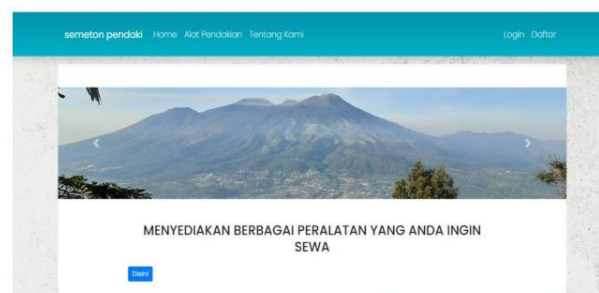 semeton pendaki Home Alat Pendakian Tentang Kami Login Daftar
MENYEDIAKAN BERBAGAI PERALATAN YANG ANDA INGIN
SEWA
Disini